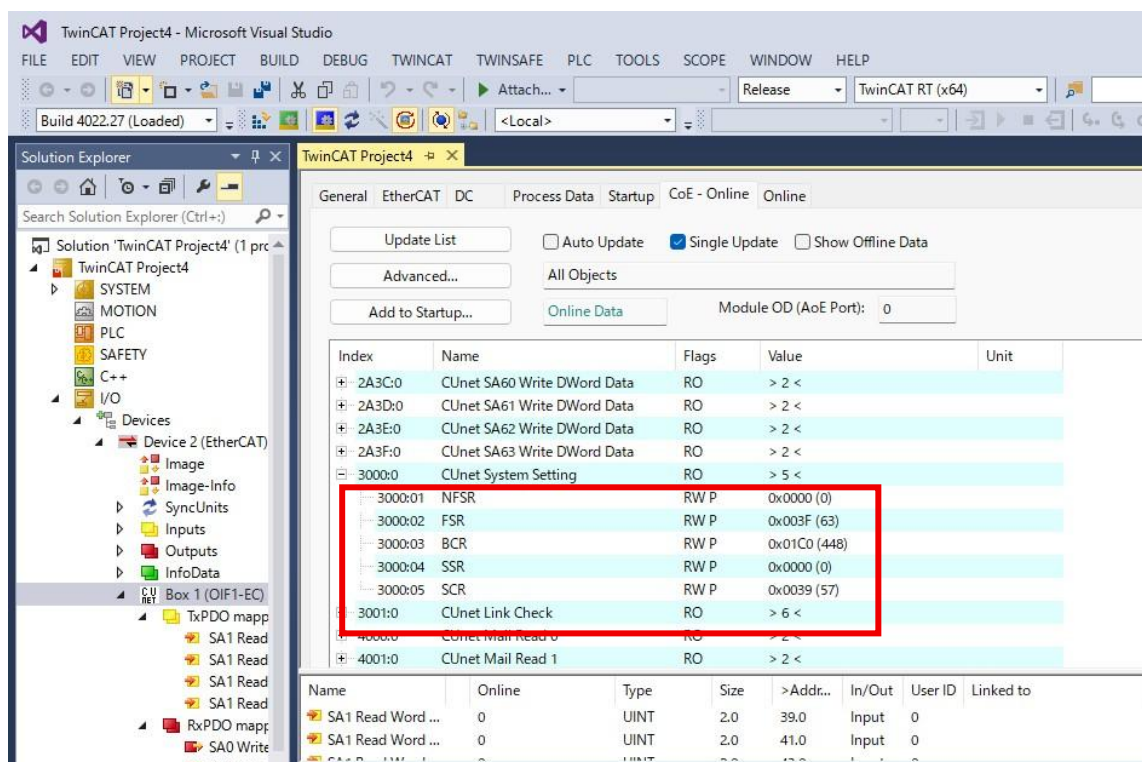 TwinCAT Project4 - Microsoft Visual Studio
FILE EDIT VIEW PROJECT BUILD DEBUG TWINCAT TWINSAFE PLC TOOLS SCOPE WINDOW HELP
Attach... Release TwinCAT RT (x64)
Build 4022.27 (Loaded) <Local>
Solution Explorer
Search Solution Explorer (Ctrl+:)
Solution 'TwinCAT Project4' (1 prc
TwinCAT Project4
SYSTEM
MOTION
PLC
SAFETY
C++
I/O
Devices
Device 2 (EtherCAT)
Image
Image-Info
SyncUnits
Inputs
Outputs
InfoData
CU NET Box 1 (OIF1-EC)
TxPDO mapp
SA1 Read
SA1 Read
SA1 Read
SA1 Read
RxPDO mapp
SA0 Write
TwinCAT Project4
General EtherCAT DC Process Data Startup CoE - Online Online
Update List Auto Update Single Update Show Offline Data
Advanced... All Objects
Add to Startup... Online Data Module OD (AoE Port): 0
Index Name Flags Value Unit
2A3C:0 CUnet SA60 Write DWord Data RO > 2 <
2A3D:0 CUnet SA61 Write DWord Data RO > 2 <
2A3E:0 CUnet SA62 Write DWord Data RO > 2 <
2A3F:0 CUnet SA63 Write DWord Data RO > 2 <
3000:0 CUnet System Setting RO > 5 <
3000:01 NFSR RW P 0x0000 (0)
3000:02 FSR RW P 0x003F (63)
3000:03 BCR RW P 0x01C0 (448)
3000:04 SSR RW P 0x0000 (0)
3000:05 SCR RW P 0x0039 (57)
3001:0 CUnet Link Check RO > 6 <
4000:0 CUnet Mail Read 0 RO > 2 <
4001:0 CUnet Mail Read 1 RO > 2 <
Name Online Type Size >Addr... In/Out User ID Linked to
SA1 Read Word ... 0 UINT 2.0 39.0 Input 0
SA1 Read Word ... 0 UINT 2.0 41.0 Input 0